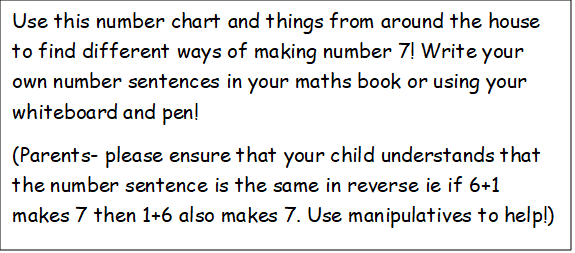 Use this number chart and things from around the house
to find different ways of making number 7! Write your
own number sentences in your maths book or using your
whiteboard and pen!
(Parents- please ensure that your child understands that
the number sentence is the same in reverse ie if 6+1
makes 7 then 1+6 also makes 7. Use manipulatives to help!)